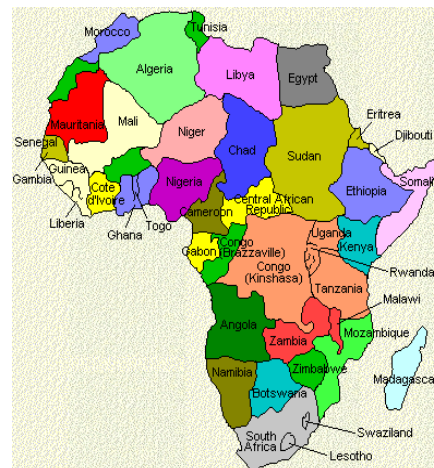 Tunisia
Morocco
Algeria
Libya
Egypt
Mauritania
Mali
Niger
Chad
Sudan
Eritrea
Djibouti
Senegal
Gambia
Guinea
Cote
d'Ivoire
Liberia
Ghana
Togo
Nigeria
Cameroon
Central African
Republic
Ethiopia
Somali
Gabon
Congo
(Brazzaville)
Congo
(Kinshasa)
Uganda
Kenya
Rwanda
Tanzania
Malawi
Angola
Zambia
Mozambique
Zimbabwe
Madagasca
Namibia
Botswana
Swaziland
South
Africa
Lesotho